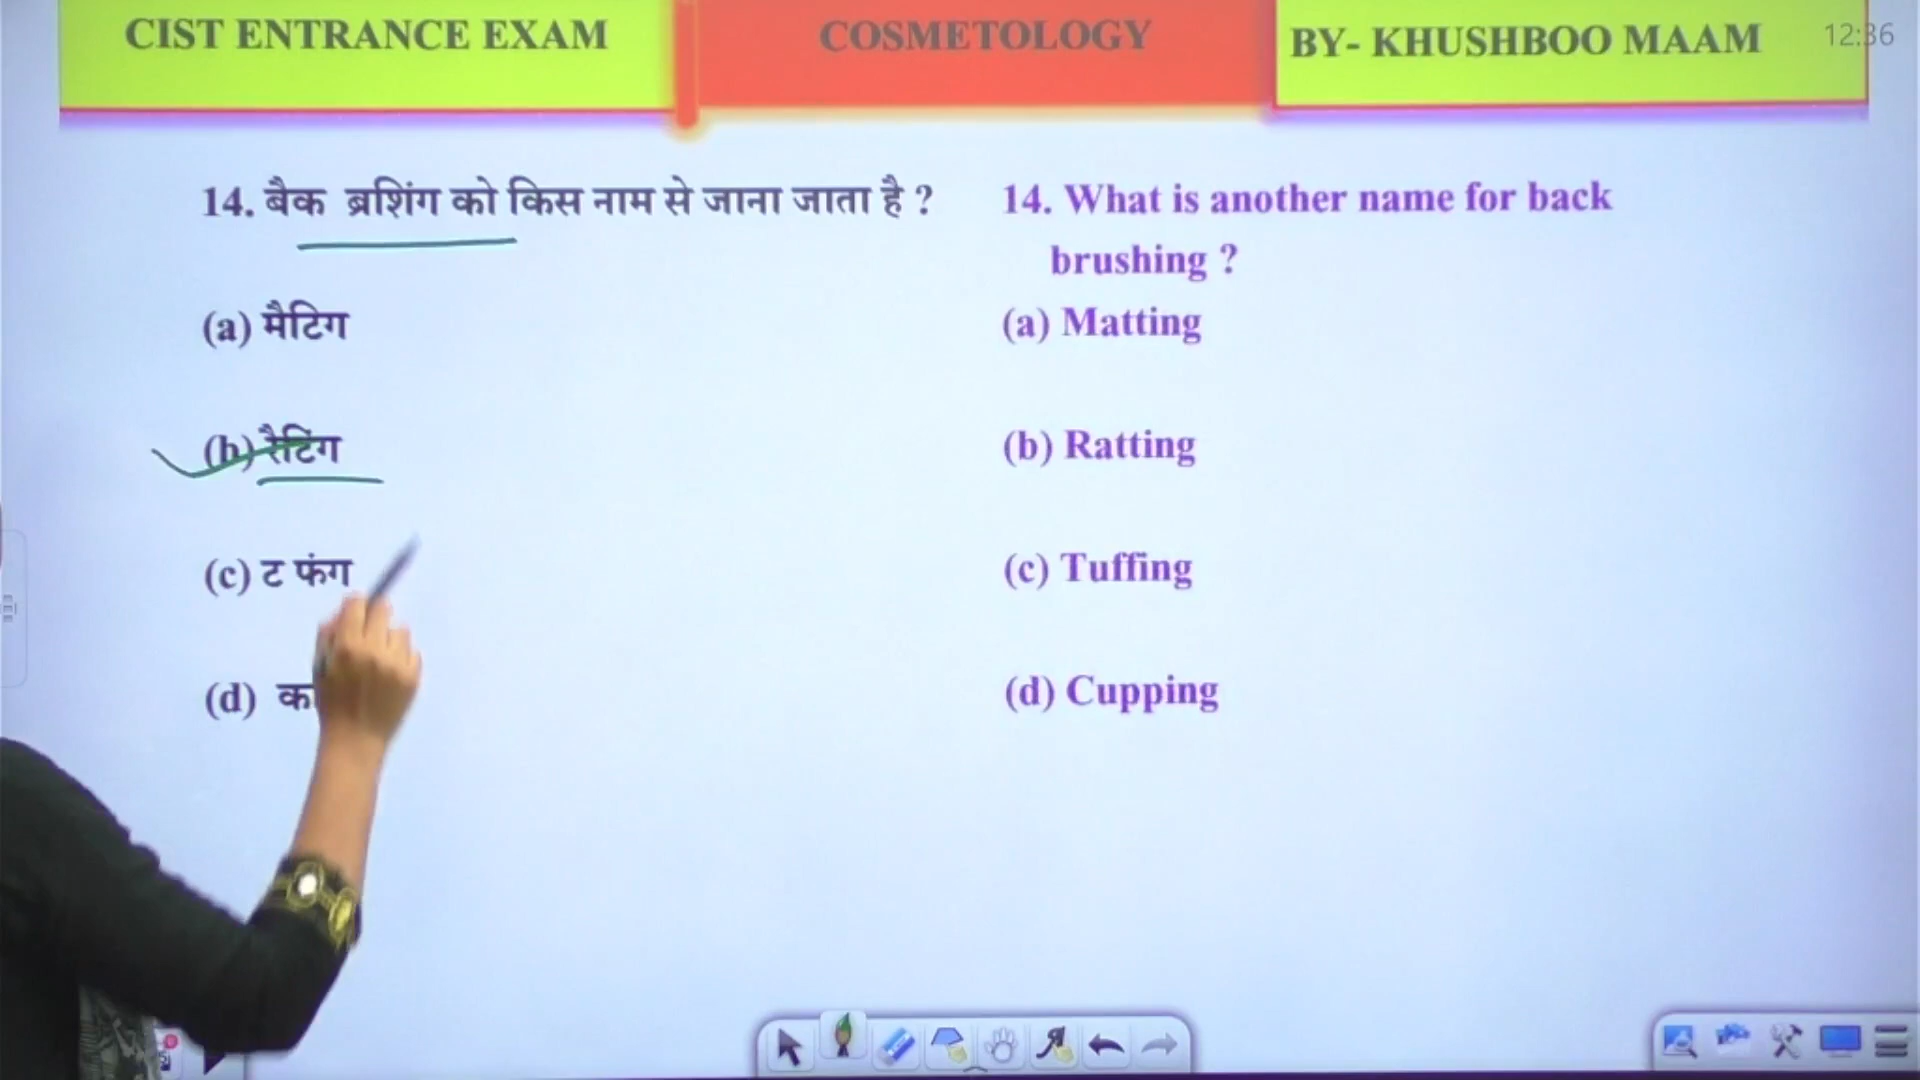 CIST ENTRANCE EXAM
COSMETOLOGY
BY- KHUSHBOO MAAM
12:36
14. बैक ब्रशिंग को किस नाम से जाना जाता है ?
(a) मैटिग
(b) रैटिंग
(c) ट फंग
(d)
14. What is another name for back
brushing ?
(a) Matting
(b) Ratting
(c) Tuffing
(d) Cupping